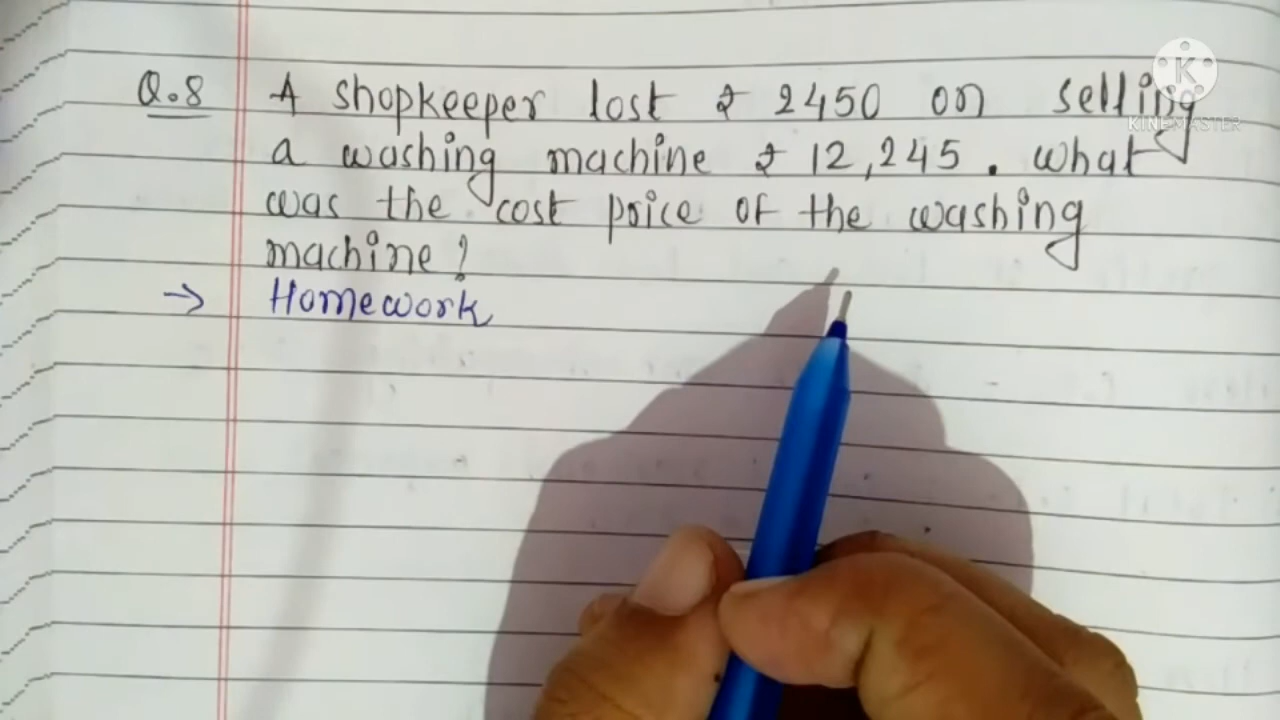 Q.8 A shopkeeper lost ₹ 2450 on selling
a washing machine ₹ 12,245. What
was the cost price of the washing
machine?
→ Homework
K
KINEMASTER